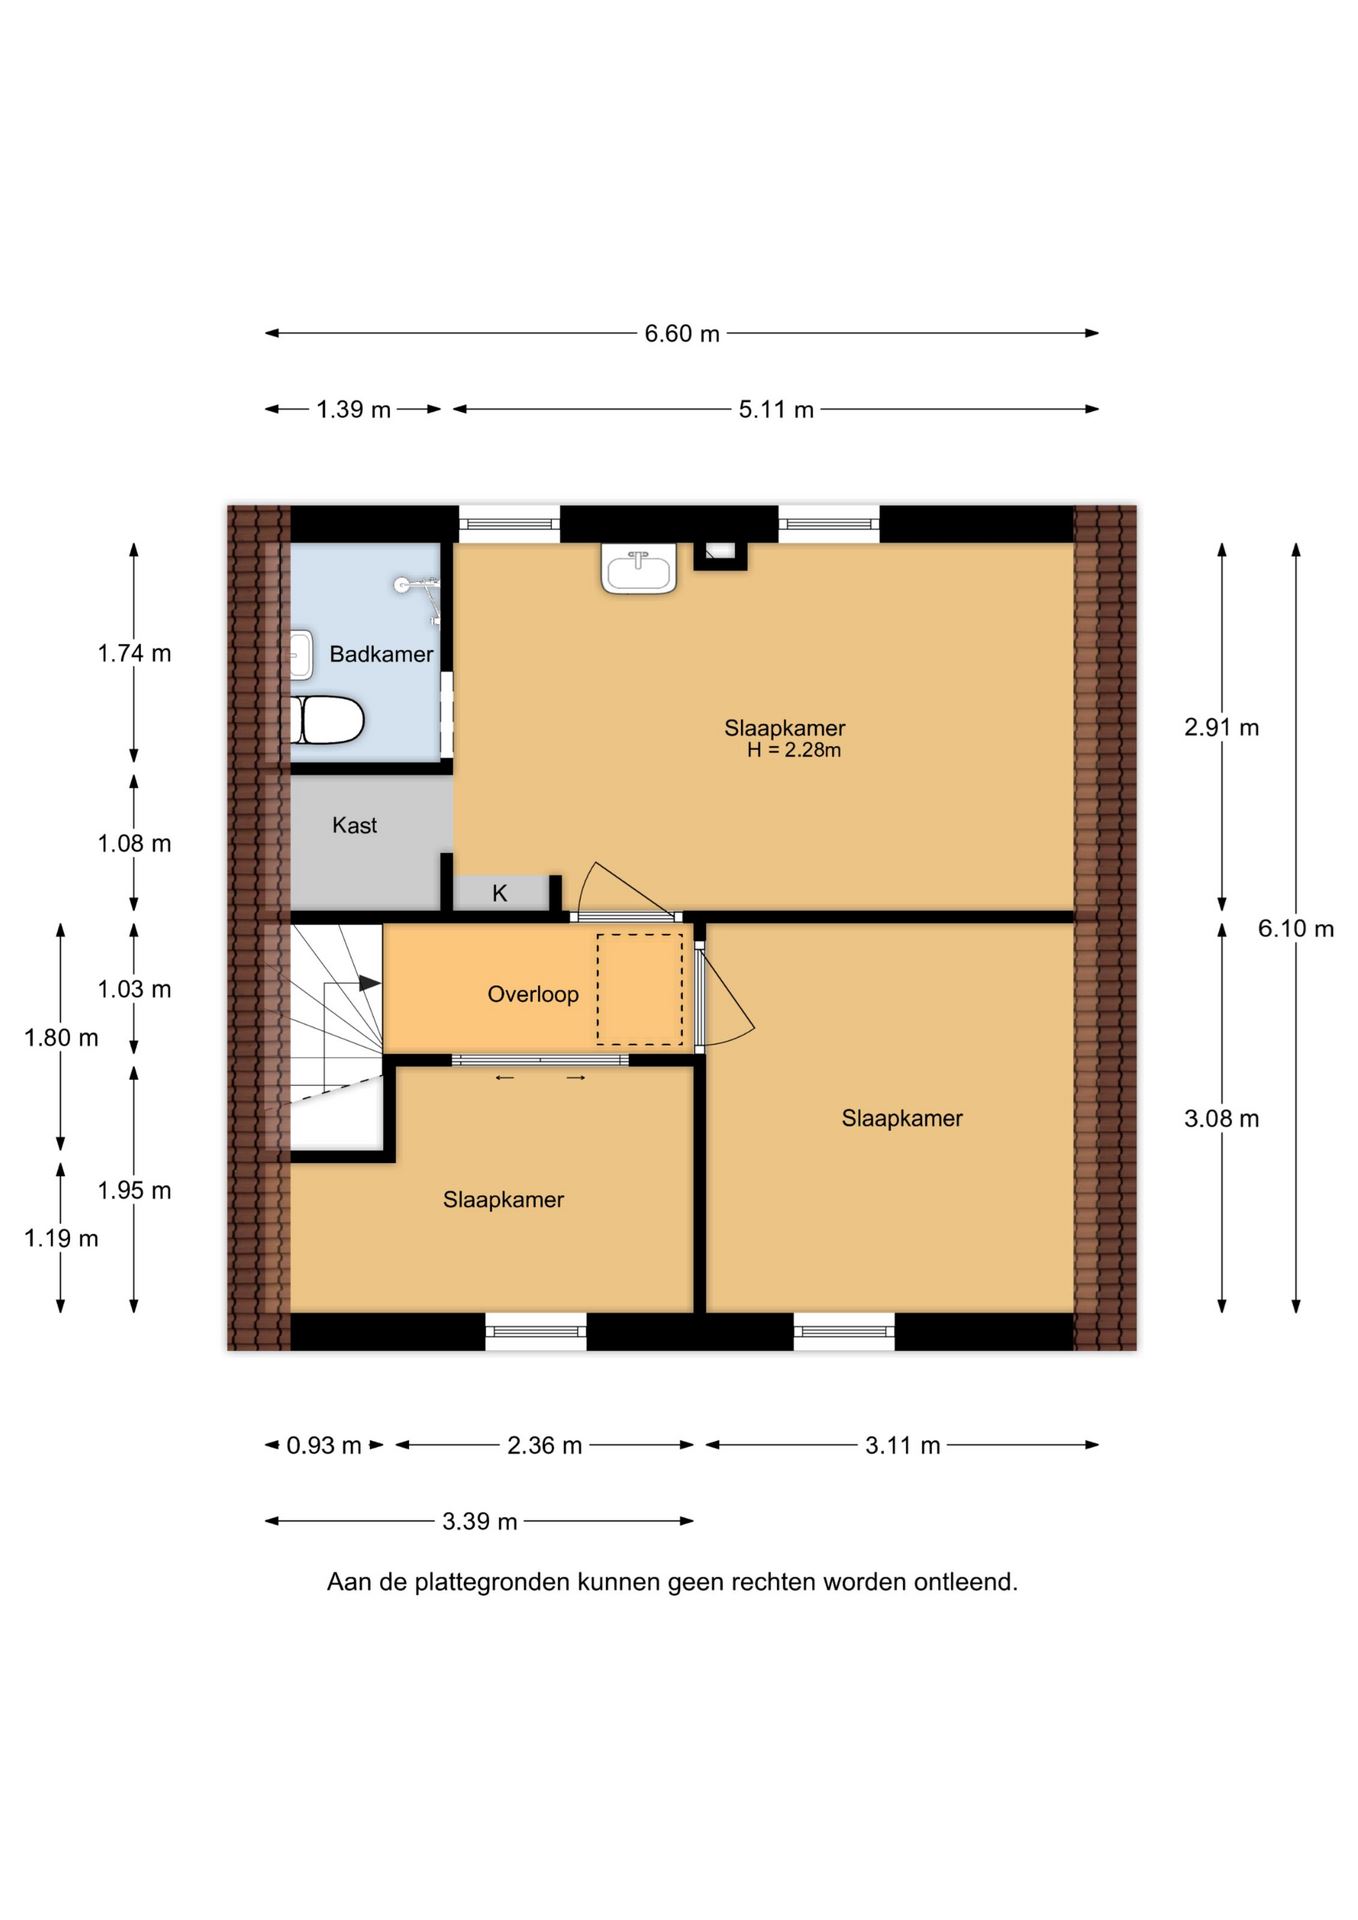 6.60 m
1.39 m
5.11 m
1.74 m
Badkamer
2.91 m
Slaapkamer
H = 2.28m
Kast
1.08 m
K
6.10 m
1.03 m
Overloop
1.80 m
3.08 m
Slaapkamer
1.95 m
Slaapkamer
1.19 m
0.93 m
2.36 m
3.11 m
3.39 m
Aan de plattegronden kunnen geen rechten worden ontleend.